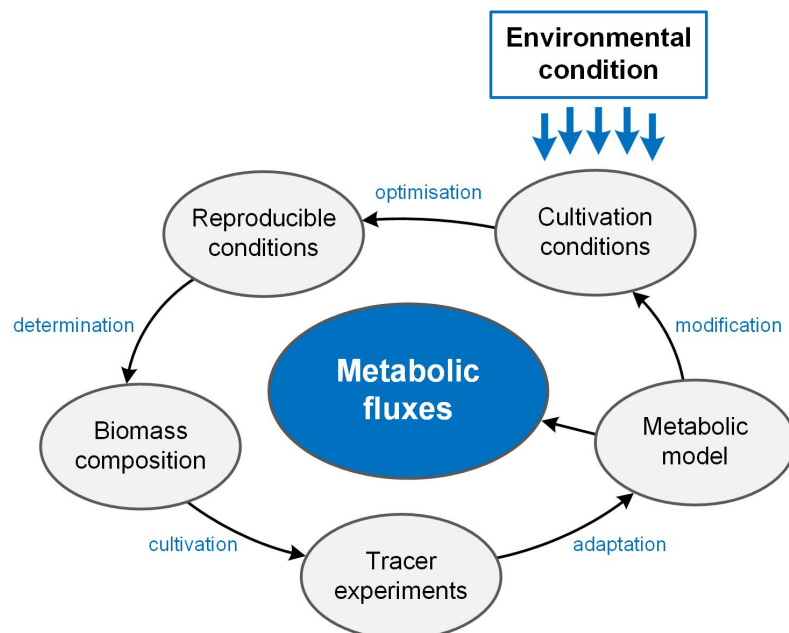 Environmental
condition
optimisation
Reproducible
conditions
Cultivation
conditions
determination
modification
Metabolic
fluxes
Biomass
composition
Metabolic
model
cultivation
adaptation
Tracer
experiments